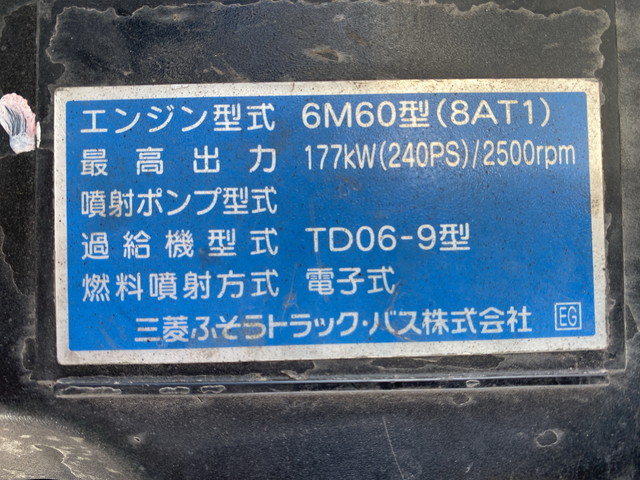 エンジン型式 6M60型(8AT1)
最高出力 177kW(240PS)/2500rpm
噴射ポンプ型式
過給機型式 TD06-9型
燃料噴射方式 電子式
三菱ふそうトラック・バス株式会社 EG